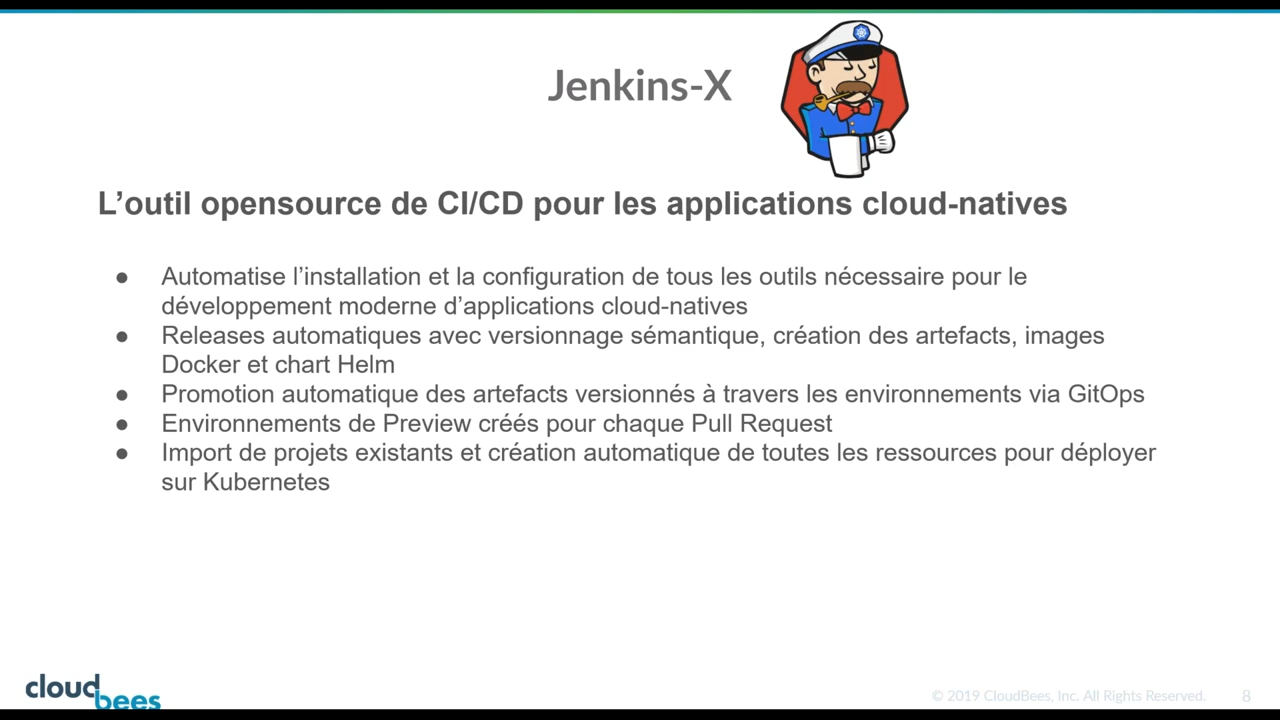 Jenkins-X
L’outil opensource de CI/CD pour les applications cloud-natives
● Automatise l’installation et la configuration de tous les outils nécessaire pour le
développement moderne d’applications cloud-natives
● Releases automatiques avec versionnage sémantique, création des artefacts, images
Docker et chart Helm
● Promotion automatique des artefacts versionnés à travers les environnements via GitOps
● Environnements de Preview créés pour chaque Pull Request
● Import de projets existants et création automatique de toutes les ressources pour déployer
sur Kubernetes
cloud
bees
© 2019 CloudBees, Inc. All Rights Reserved. 8